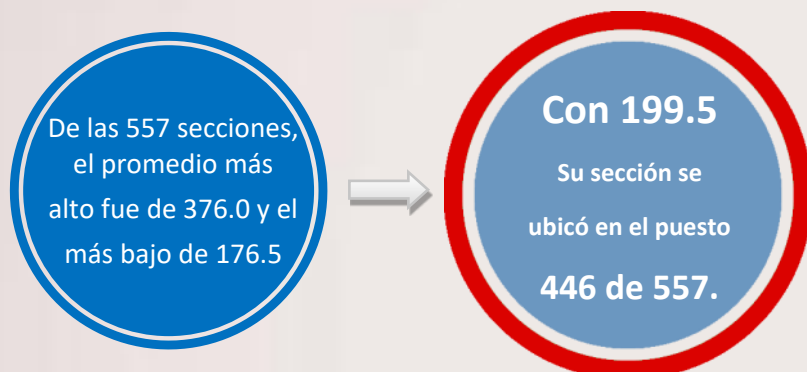 De las 557 secciones,
el promedio más
alto fue de 376.0 y el
más bajo de 176.5
Con 199.5
Su sección se
ubicó en el puesto
446 de 557.